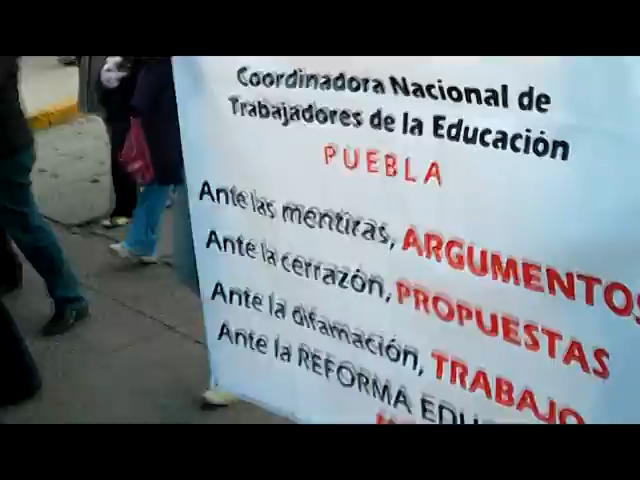 Coordinadora Nacional de
Trabajadores de la Educación
PUEBLA
Ante las mentiras, ARGUMENTOS
Ante la cerrazón, PROPUESTAS
Ante la difamación, TRABAJO
Ante la REFORMA